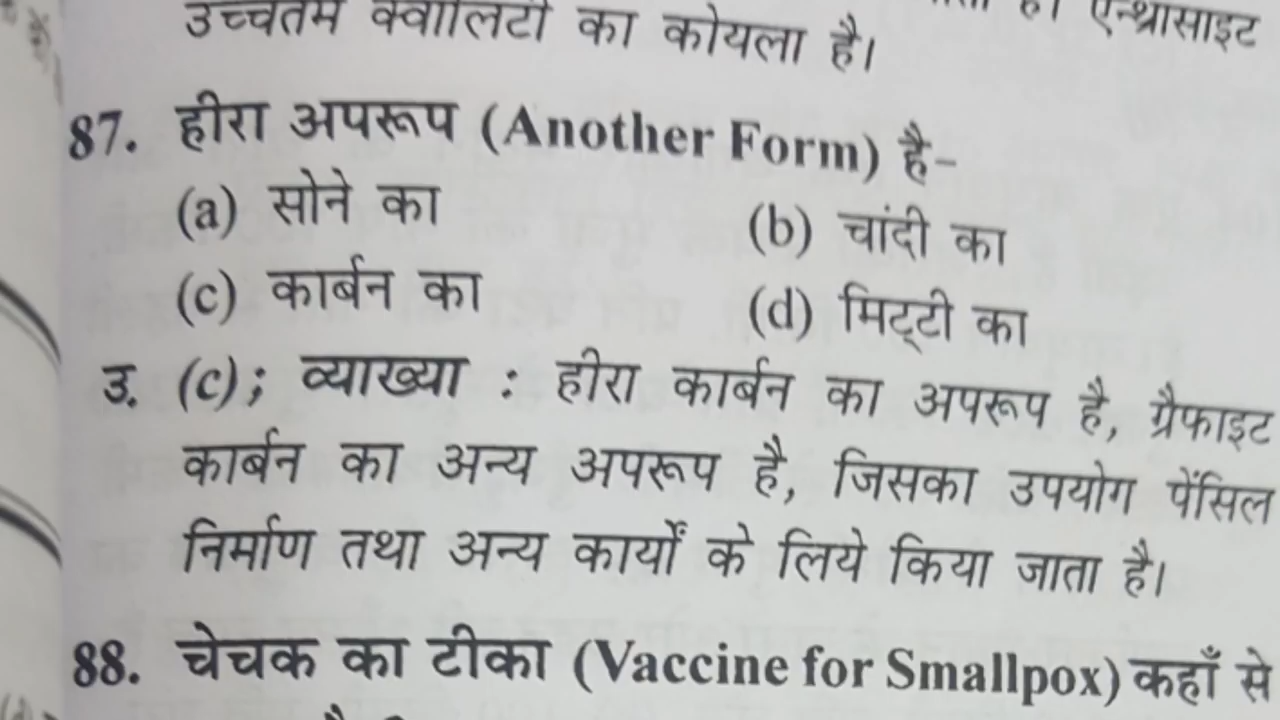 उच्चतम क्वालिटी का कोयला है। एन्थ्रासाइट
87. हीरा अपरूप (Another Form) है–
(a) सोने का (b) चांदी का
(c) कार्बन का (d) मिट्टी का
उ. (c); व्याख्या : हीरा कार्बन का अपरूप है, ग्रैफाइट
कार्बन का अन्य अपरूप है, जिसका उपयोग पेंसिल
निर्माण तथा अन्य कार्यों के लिये किया जाता है।
88. चेचक का टीका (Vaccine for Smallpox) कहाँ से